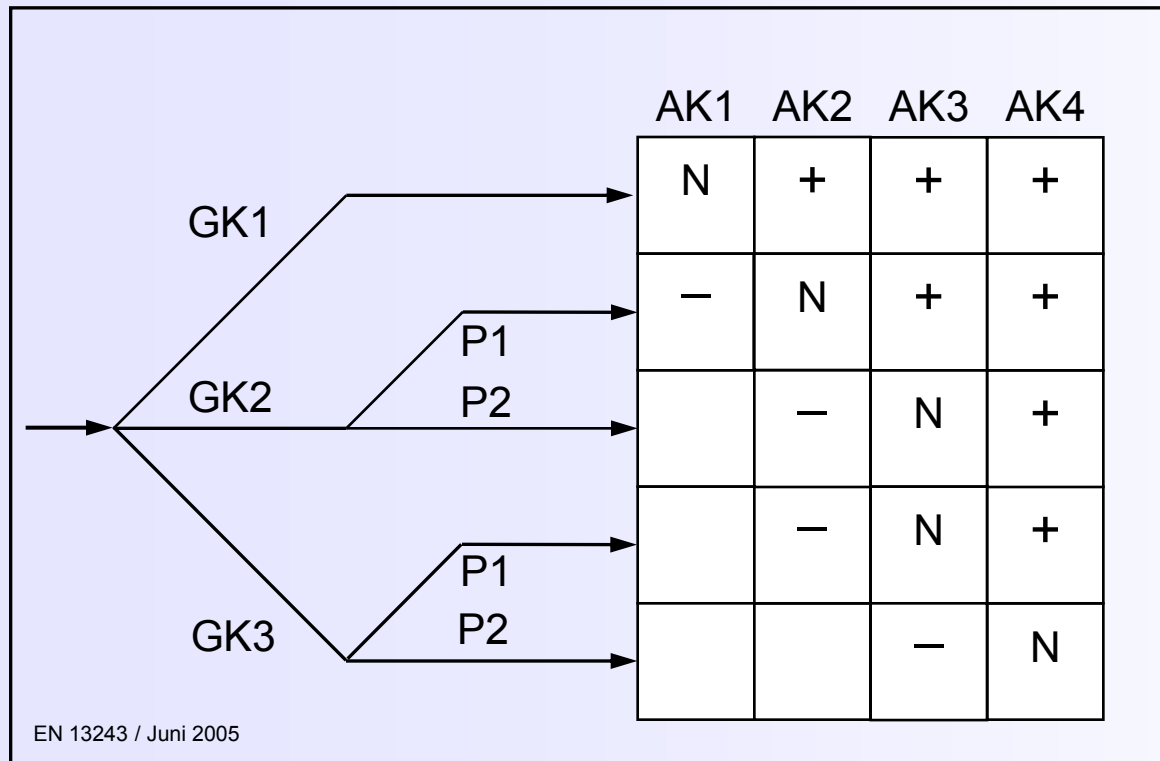 AK1 AK2 AK3 AK4
GK1 N + + +
P1 – N + +
GK2 P2 – N +
P1 – N +
GK3 P2 – N
EN 13243 / Juni 2005